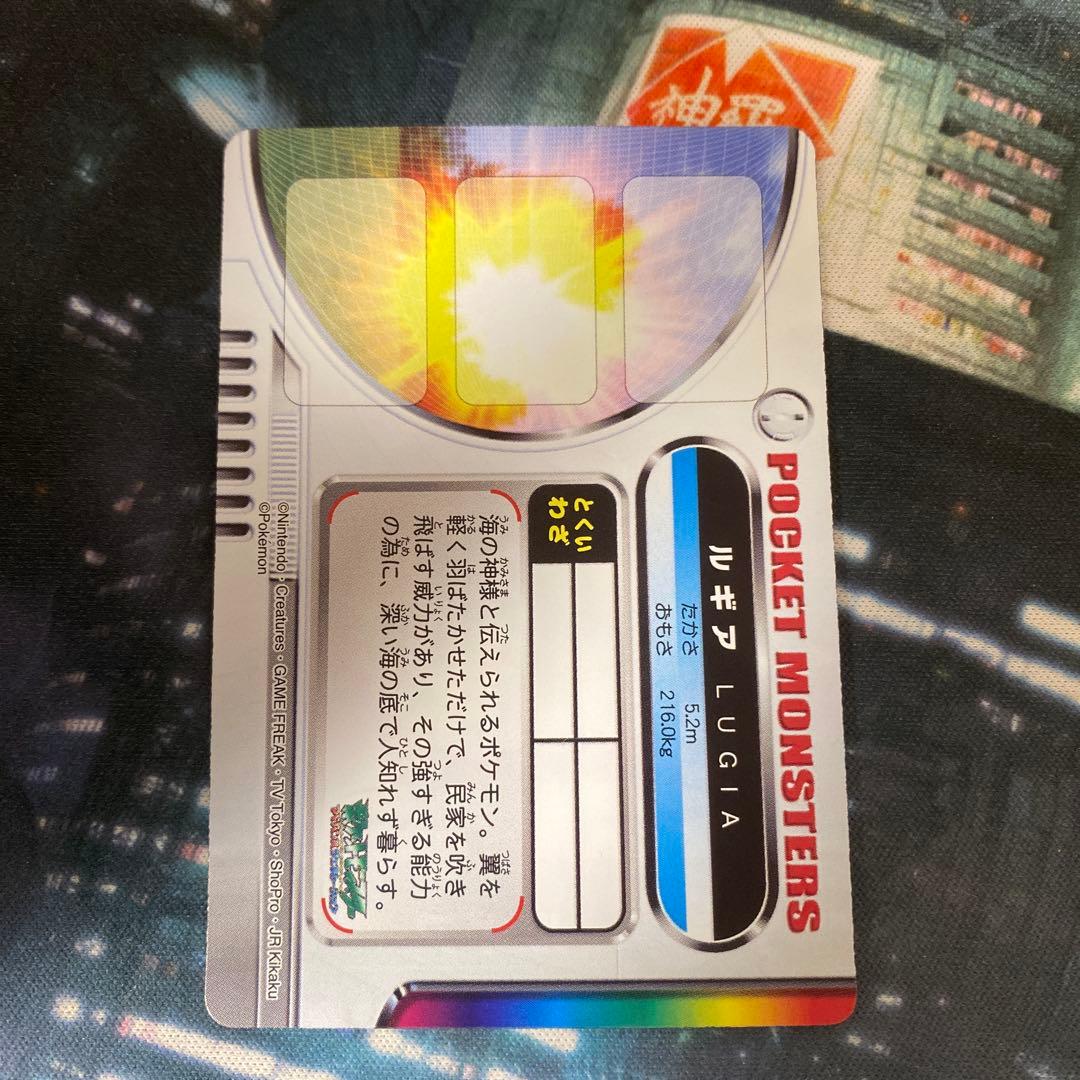 神羅
POCKET MONSTERS
ルギア LUGIA
たかさ 5.2m
おもさ 216.0kg
とくい
わざ
海の神様と伝えられるポケモン。翼を
軽く羽ばたかせただけで、民家を吹き
飛ばす威力があり、その強すぎる能力
の為に、深い海の底で人知れず暮らす。
©Nintendo・Creatures・GAME FREAK・TV Tokyo・ShoPro・JR Kikaku
©Pokemon